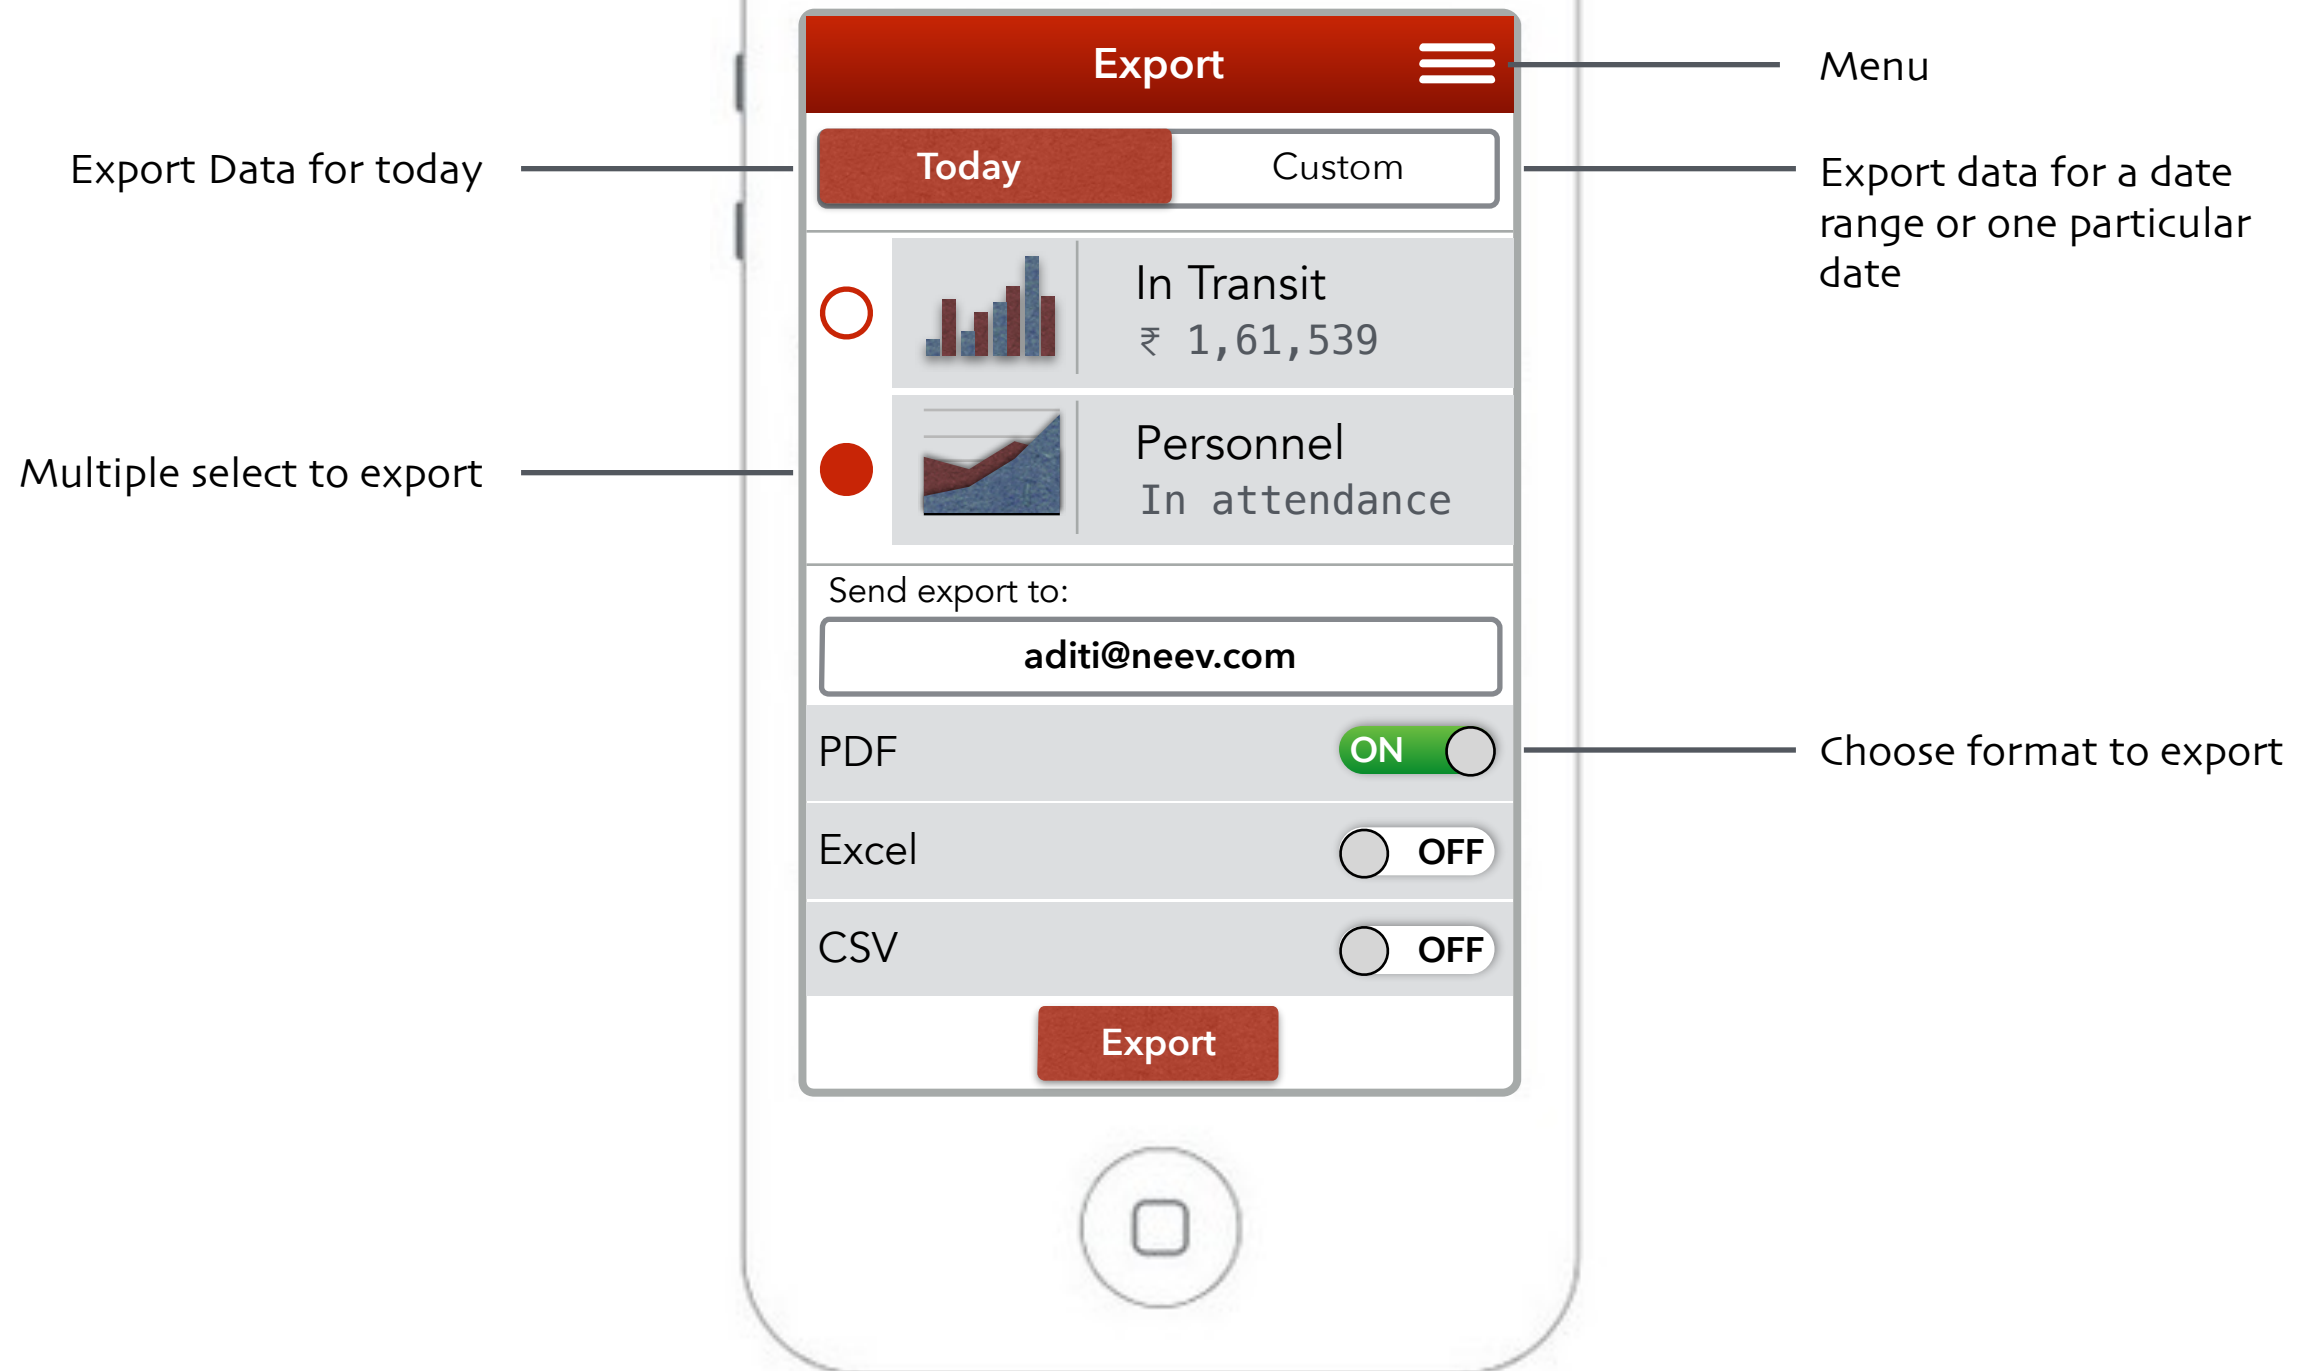 Export
Menu
Export Data for today
Today
Custom
Export data for a date
range or one particular
date
In Transit
₹ 1,61,539
Multiple select to export
Personnel
In attendance
Send export to:
aditi@neev.com
PDF
ON
Choose format to export
Excel
OFF
CSV
OFF
Export